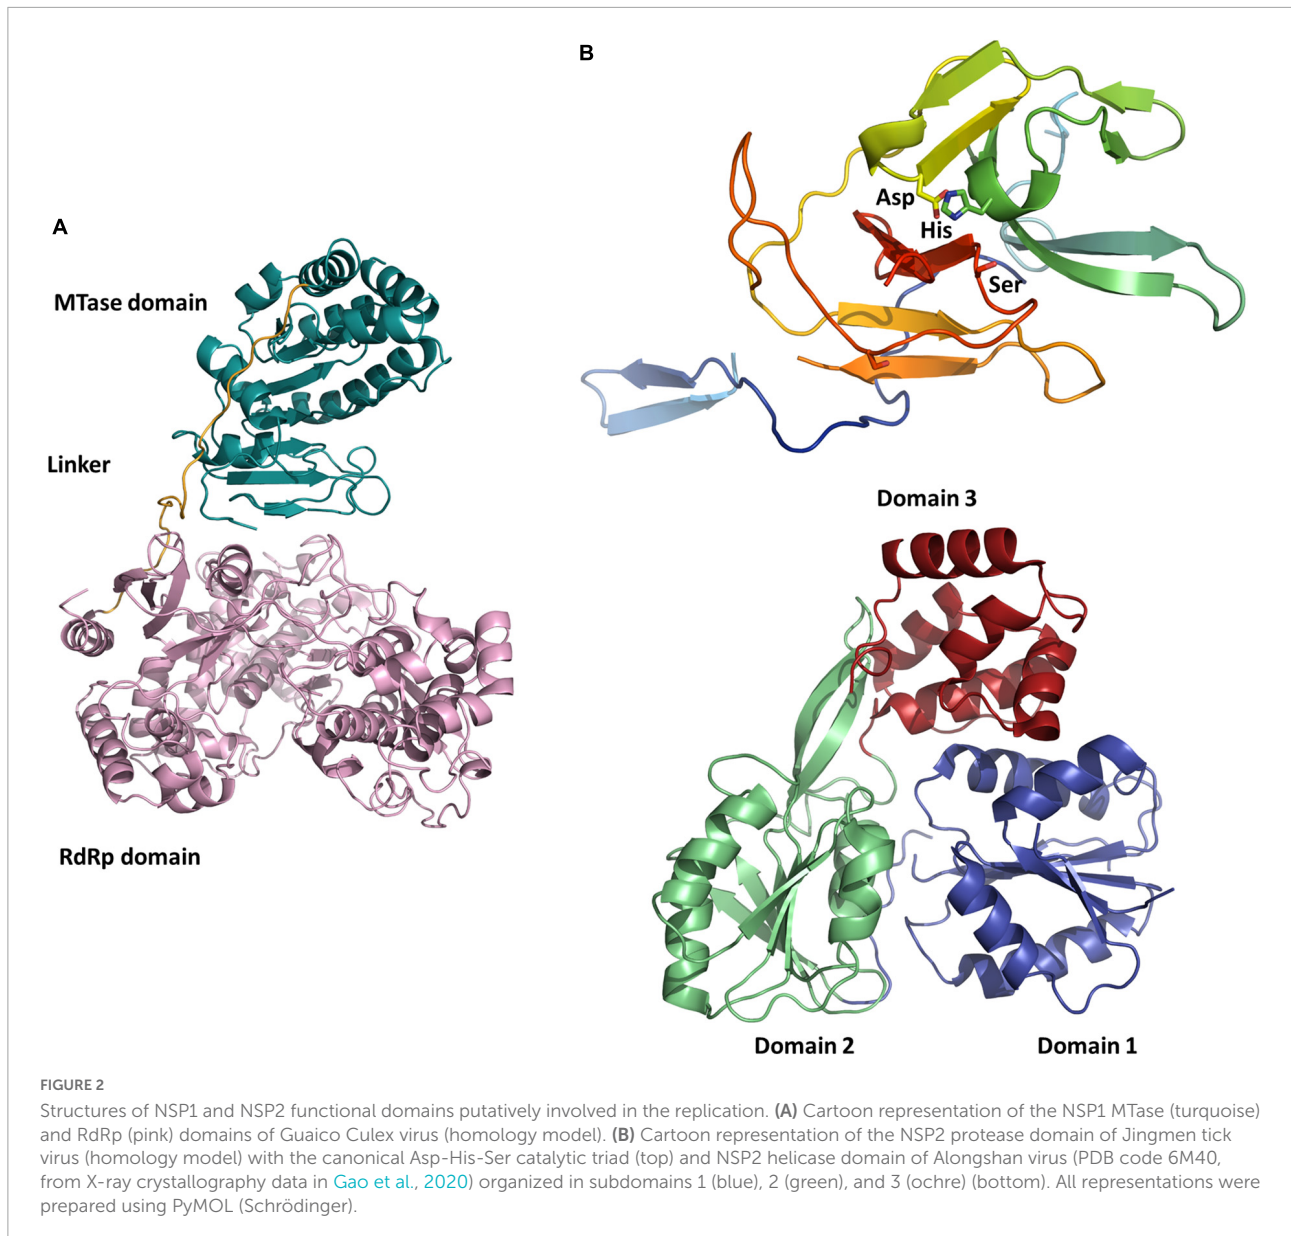 A
MTase domain
Linker
RdRp domain
B
Asp
His
Ser
Domain 3
Domain 2
Domain 1
FIGURE 2
Structures of NSP1 and NSP2 functional domains putatively involved in the replication. (A) Cartoon representation of the NSP1 MTase (turquoise)
and RdRp (pink) domains of Guaico Culex virus (homology model). (B) Cartoon representation of the NSP2 protease domain of Jingmen tick
virus (homology model) with the canonical Asp-His-Ser catalytic triad (top) and NSP2 helicase domain of Alongshan virus (PDB code 6M40,
from X-ray crystallography data in Gao et al., 2020) organized in subdomains 1 (blue), 2 (green), and 3 (ochre) (bottom). All representations were
prepared using PyMOL (Schrödinger).